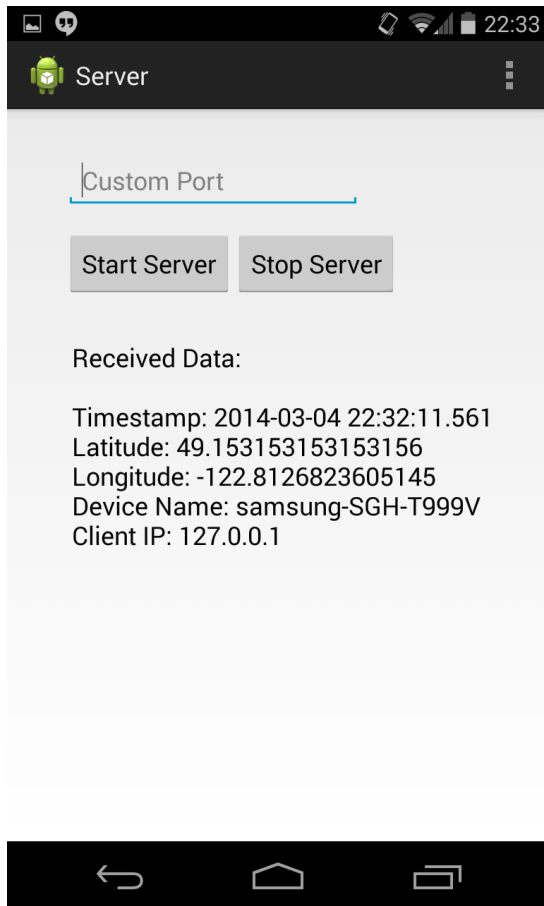 22:33
Server
Custom Port
Start Server Stop Server
Received Data:
Timestamp: 2014-03-04 22:32:11.561
Latitude: 49.153153153153156
Longitude: -122.8126823605145
Device Name: samsung-SGH-T999V
Client IP: 127.0.0.1